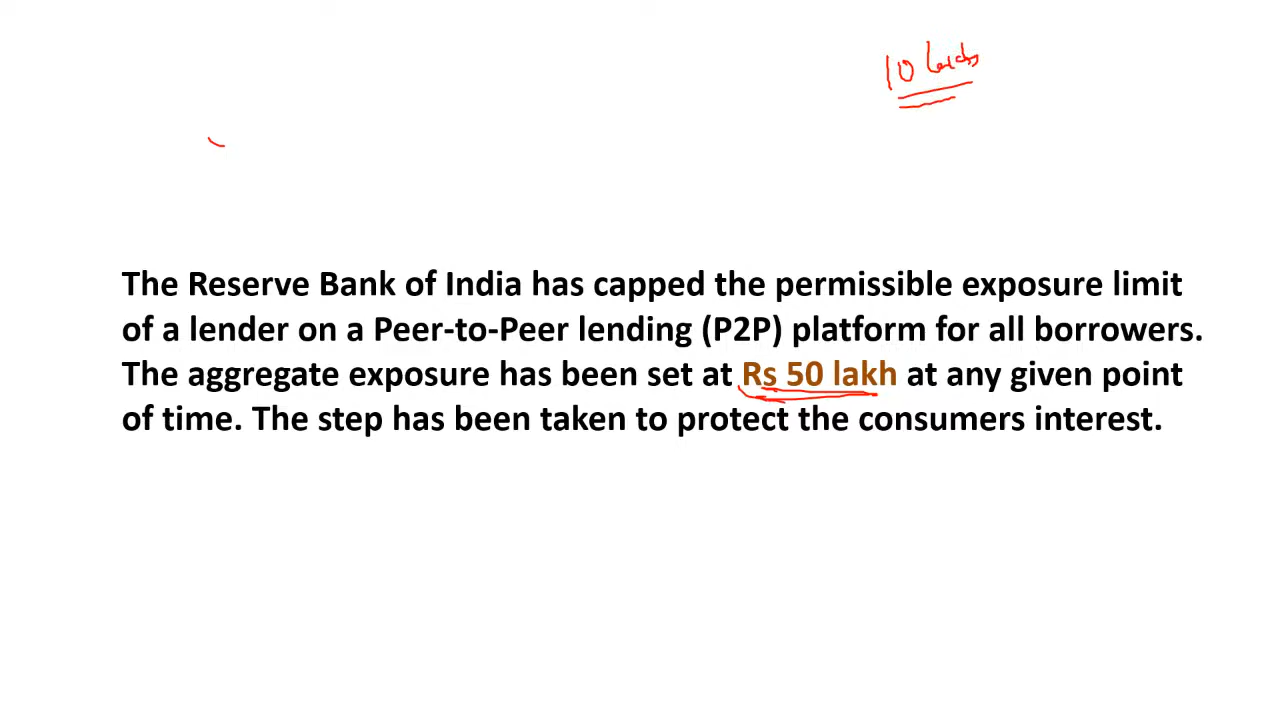 10 lakhs
The Reserve Bank of India has capped the permissible exposure limit
of a lender on a Peer-to-Peer lending (P2P) platform for all borrowers.
The aggregate exposure has been set at Rs 50 lakh at any given point
of time. The step has been taken to protect the consumers interest.